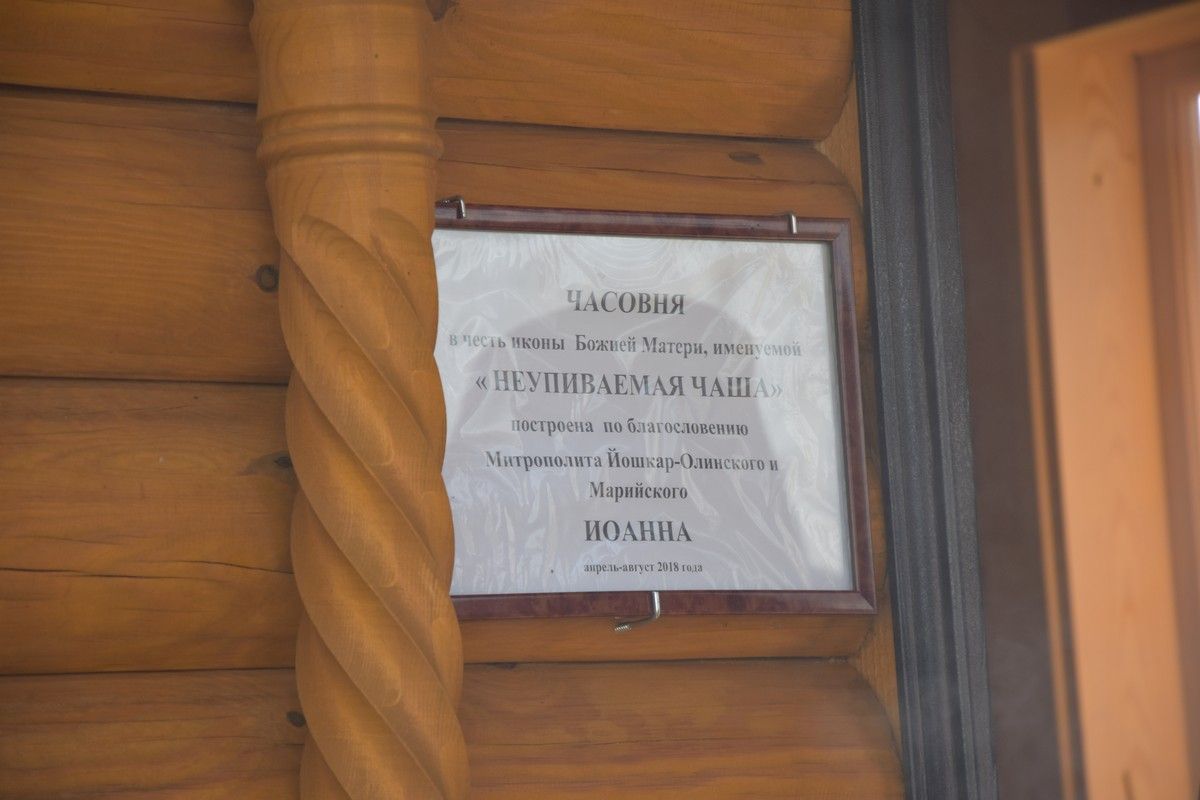 ЧАСОВНЯ
в честь иконы Божией Матери, именуемой
«НЕУПИВАЕМАЯ ЧАША»
построена по благословению
Митрополита Йошкар-Олинского и
Марийского
ИОАННА
апрель-август 2018 года